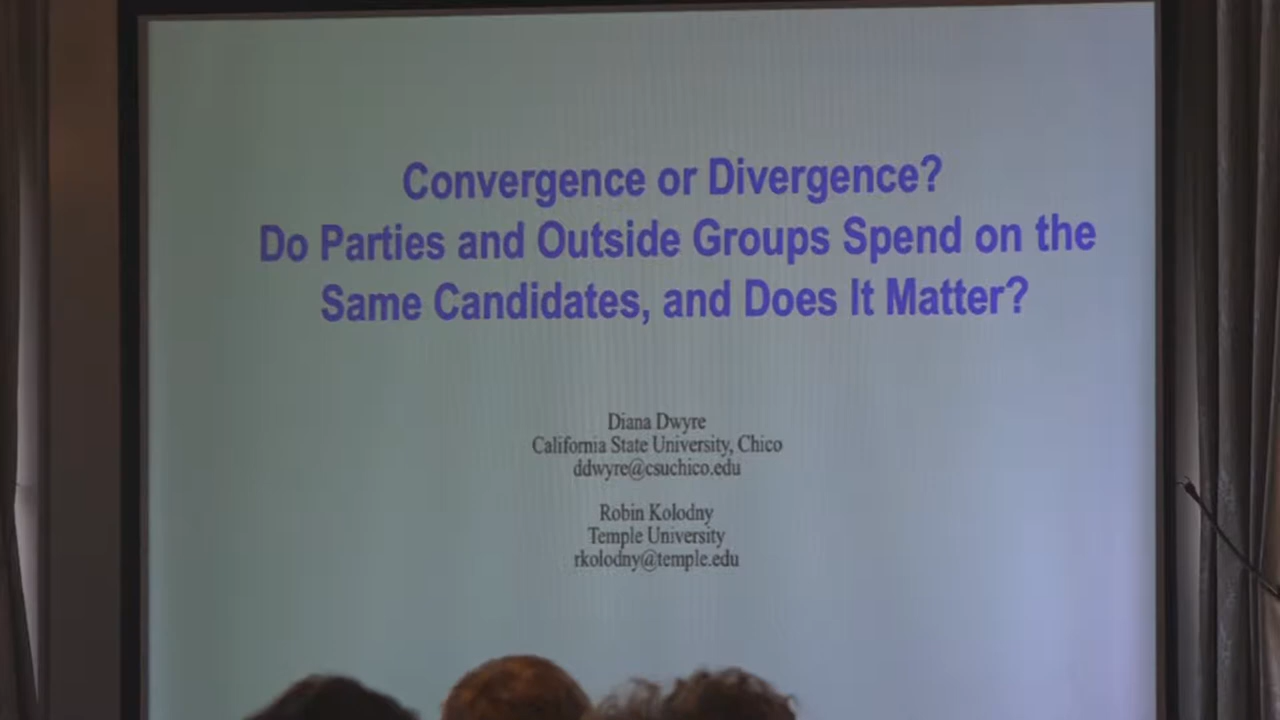 Convergence or Divergence?
Do Parties and Outside Groups Spend on the
Same Candidates, and Does It Matter?
Diana Dwyre
California State University, Chico
ddwyre@csuchico.edu
Robin Kolodny
Temple University
rkolodny@temple.edu